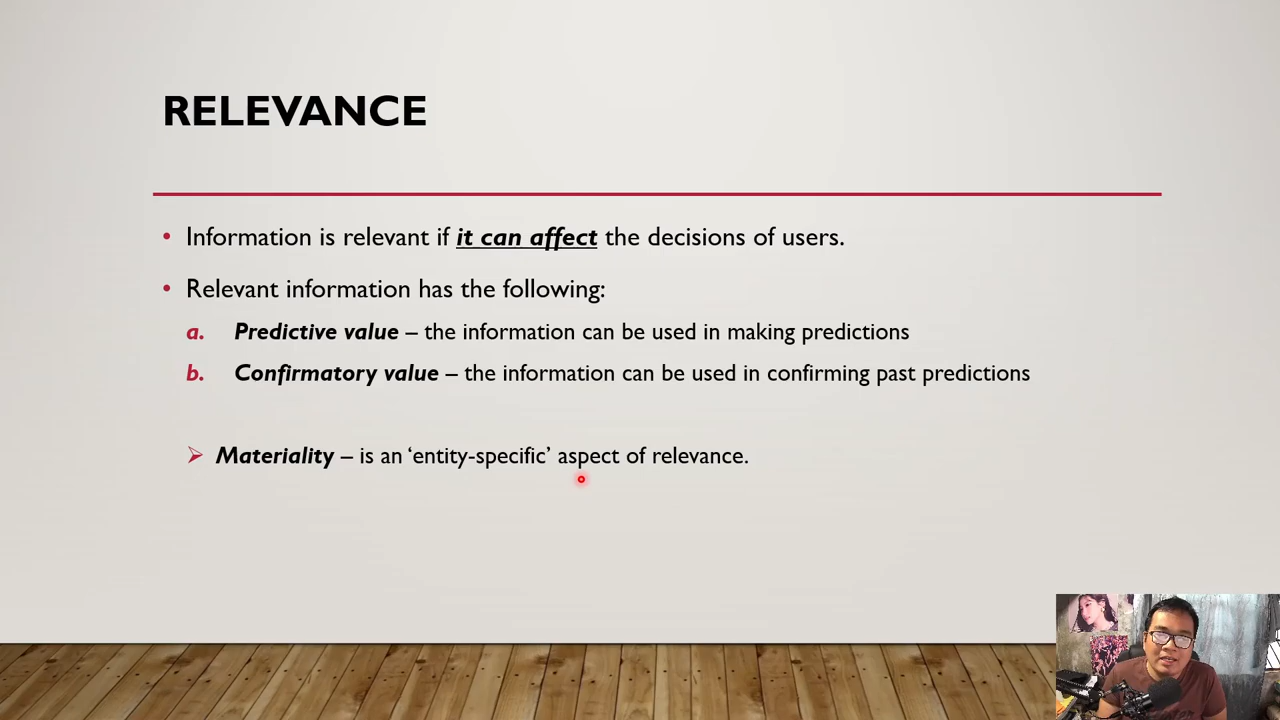 RELEVANCE
• Information is relevant if it can affect the decisions of users.
• Relevant information has the following:
a. Predictive value – the information can be used in making predictions
b. Confirmatory value – the information can be used in confirming past predictions
➢ Materiality – is an ‘entity-specific’ aspect of relevance.